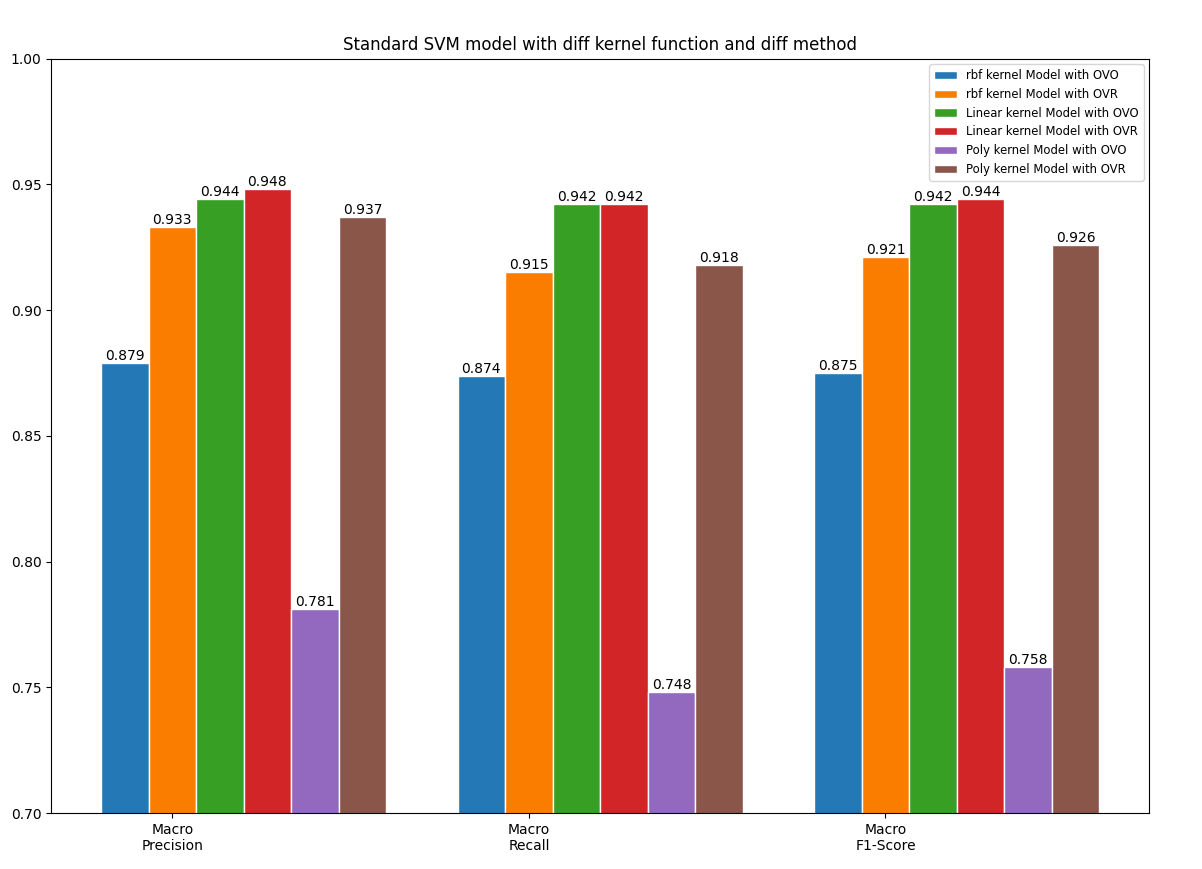 Standard SVM model with diff kernel function and diff method
1.00
0.95
0.90
0.85
0.80
0.75
0.70
rbf kernel Model with OVO
rbf kernel Model with OVR
Linear kernel Model with OVO
Linear kernel Model with OVR
Poly kernel Model with OVO
Poly kernel Model with OVR
0.879
0.933
0.944
0.948
0.781
0.937
0.874
0.915
0.942
0.942
0.748
0.918
0.875
0.921
0.942
0.944
0.758
0.926
Macro
Precision
Macro
Recall
Macro
F1-Score